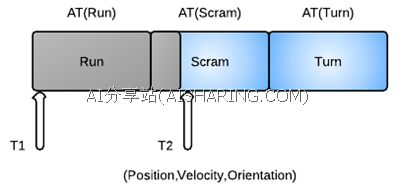 AT(Run) AT(Scram) AT(Turn)
Run Scram Turn
AI分享站(AISHARING.COM)
T1 T2
(Position,Velocity,Orientation)